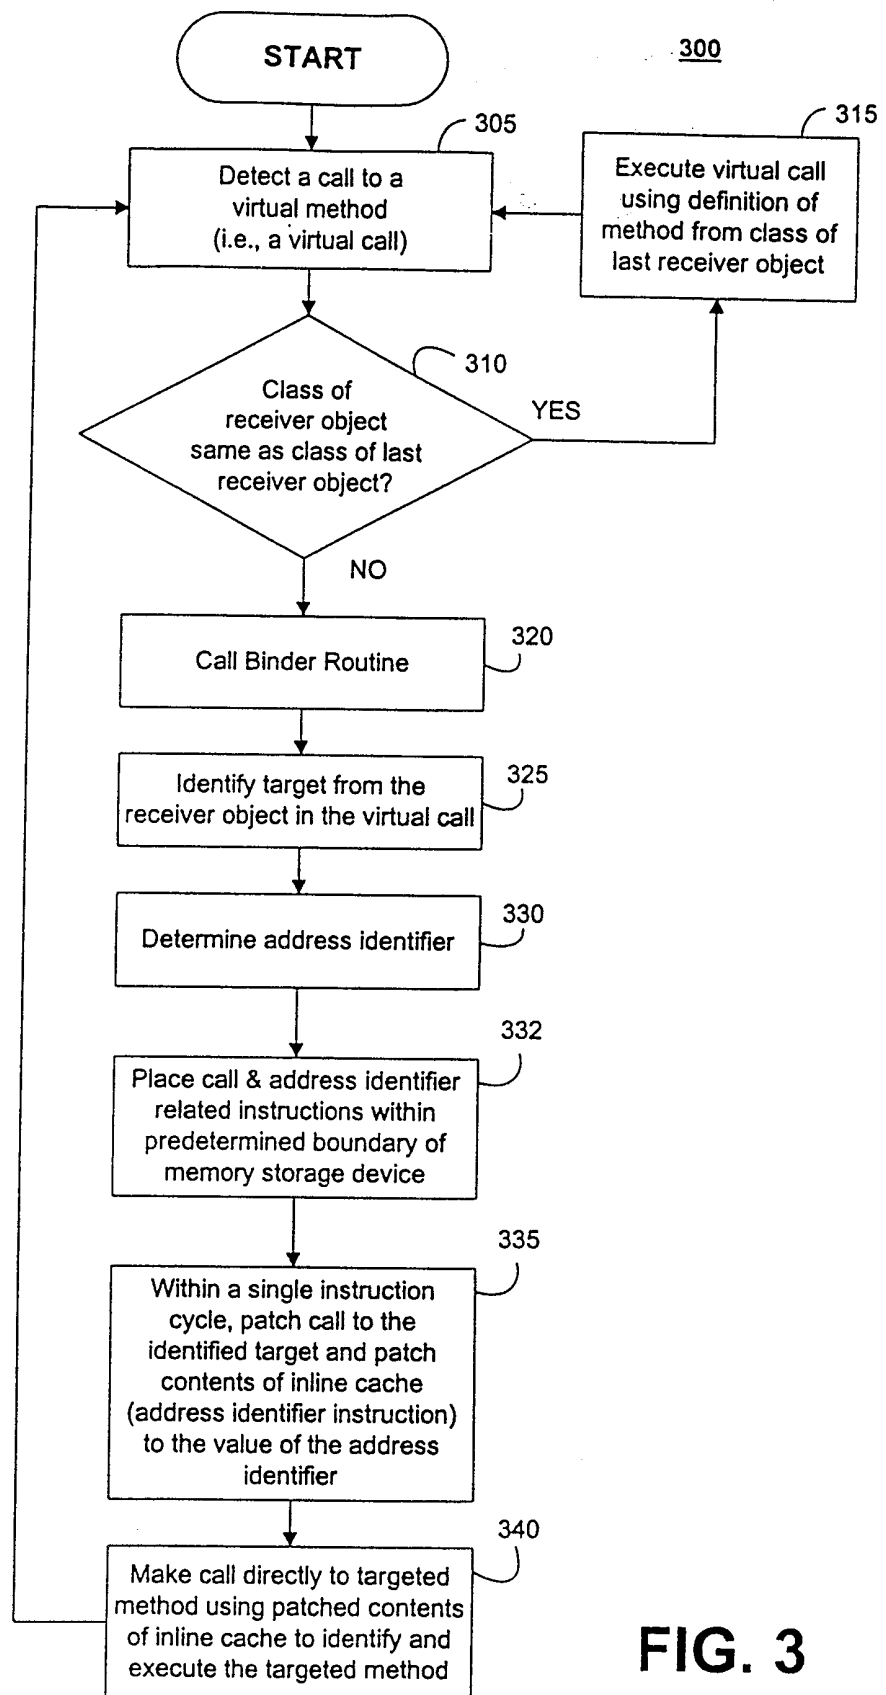 START
300
305
Detect a call to a
virtual method
(i.e., a virtual call)
315
Execute virtual call
using definition of
method from class of
last receiver object
310
Class of
receiver object
same as class of last
receiver object?
YES
NO
320
Call Binder Routine
325
Identify target from the
receiver object in the virtual call
330
Determine address identifier
332
Place call & address identifier
related instructions within
predetermined boundary of
memory storage device
335
Within a single instruction
cycle, patch call to the
identified target and patch
contents of inline cache
(address identifier instruction)
to the value of the address
identifier
340
Make call directly to targeted
method using patched contents
of inline cache to identify and
execute the targeted method
FIG. 3